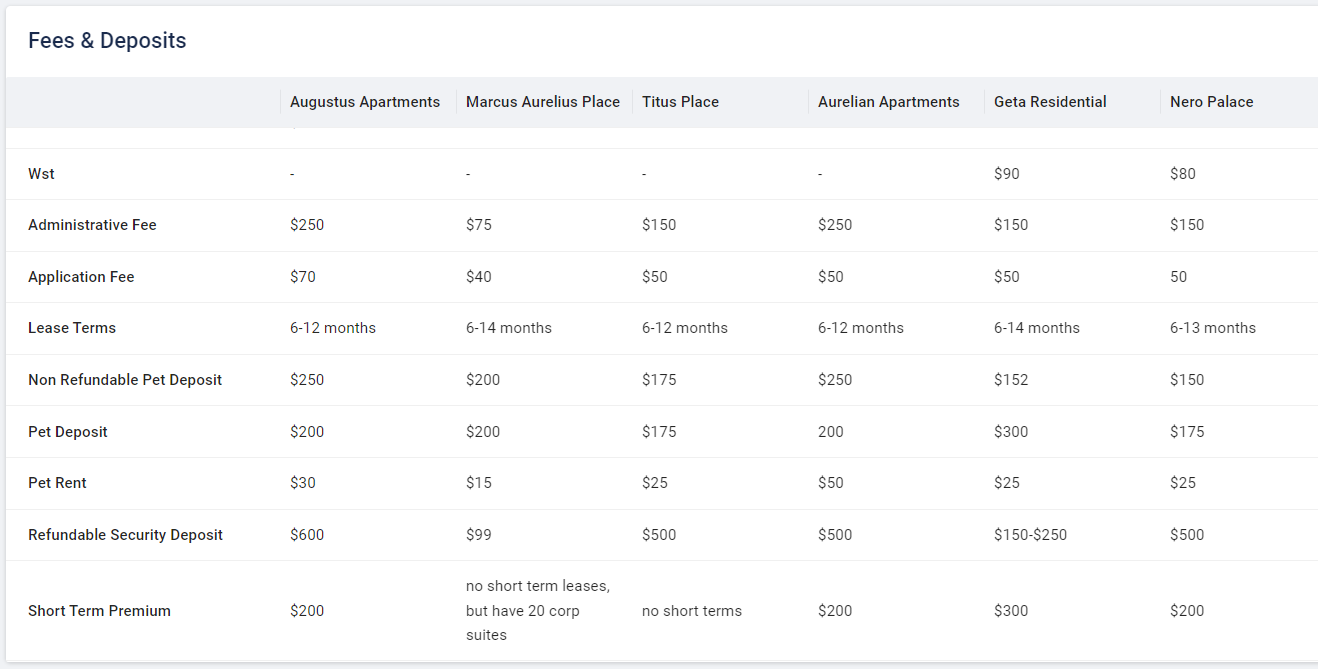 Fees & Deposits
Augustus Apartments Marcus Aurelius Place Titus Place Aurelian Apartments Geta Residential Nero Palace
Wst - - - - $90 $80
Administrative Fee $250 $75 $150 $250 $150 $150
Application Fee $70 $40 $50 $50 $50 50
Lease Terms 6-12 months 6-14 months 6-12 months 6-12 months 6-14 months 6-13 months
Non Refundable Pet Deposit $250 $200 $175 $250 $152 $150
Pet Deposit $200 $200 $175 200 $300 $175
Pet Rent $30 $15 $25 $50 $25 $25
Refundable Security Deposit $600 $99 $500 $500 $150-$250 $500
no short term leases,
Short Term Premium $200 but have 20 corp no short terms $200 $300 $200
suites